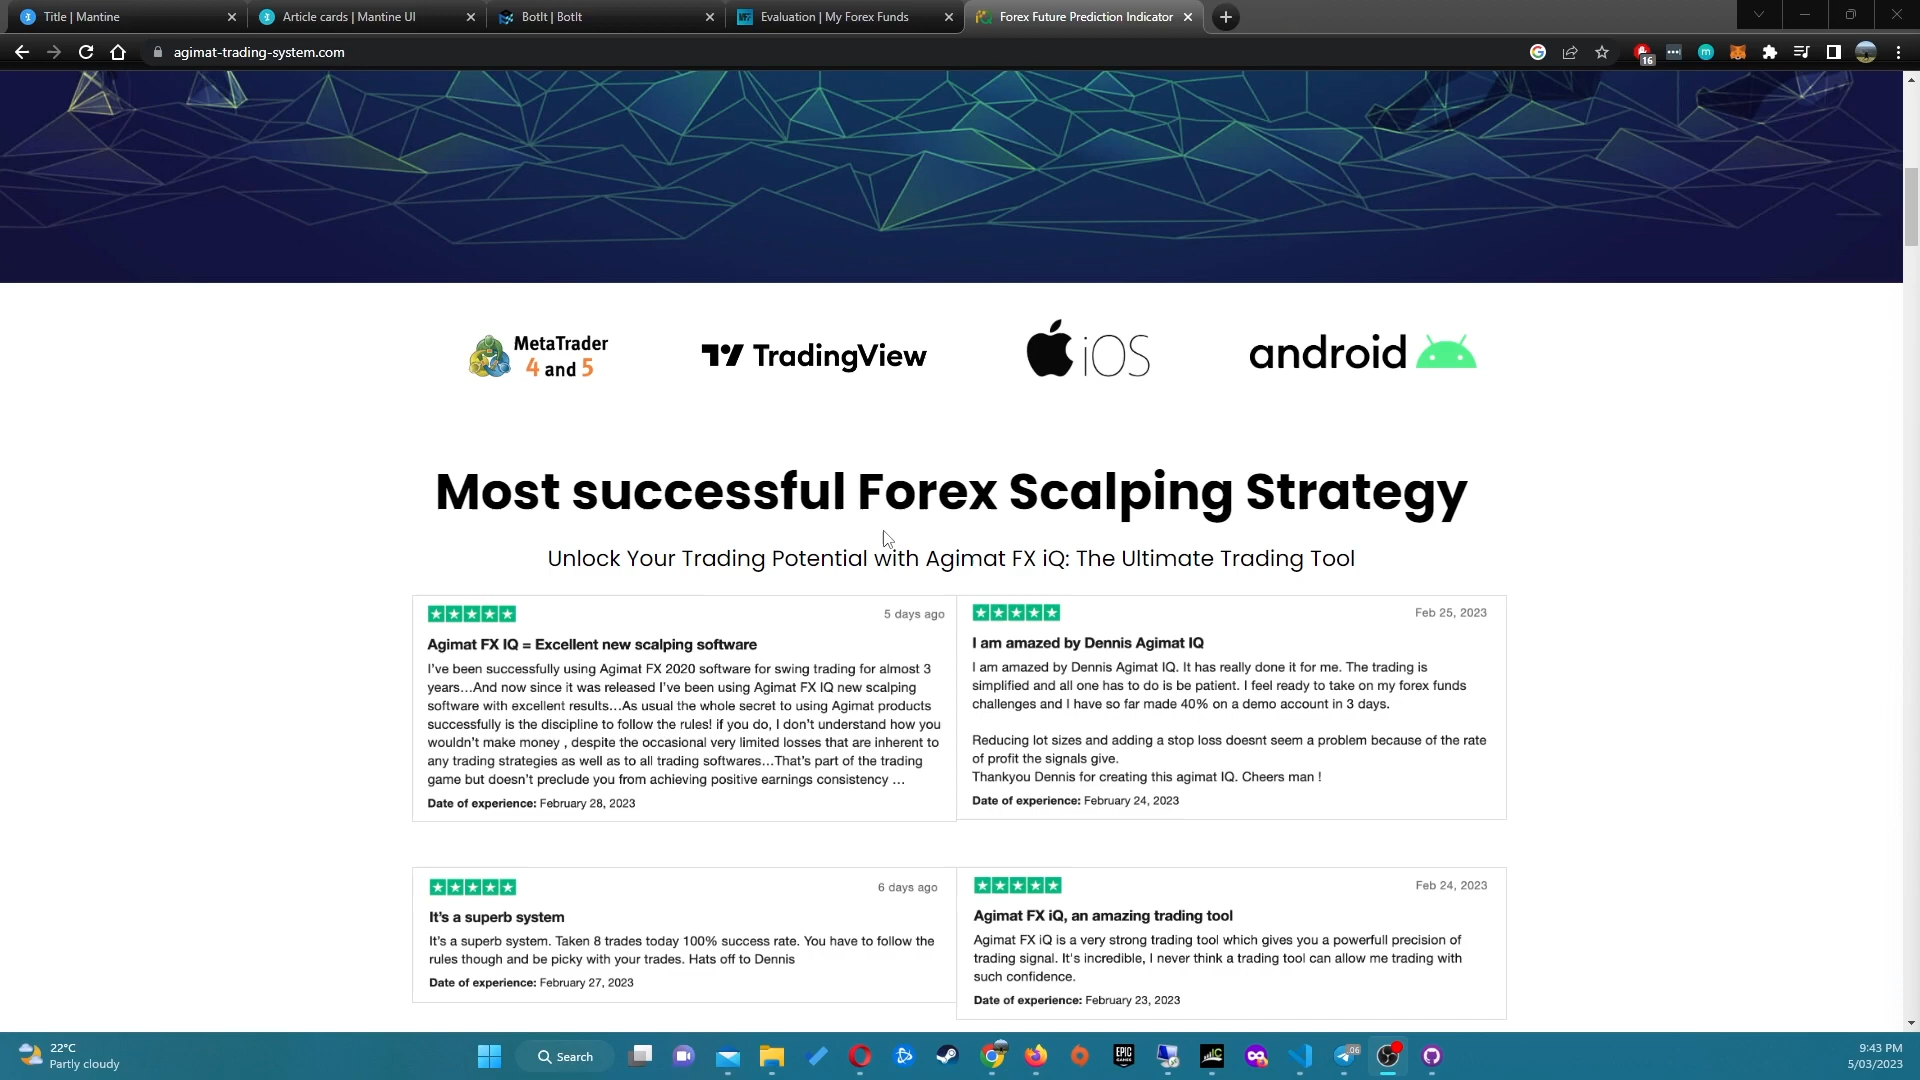 Title | Mantine
Article cards | Mantine UI
BotIt | BotIt
Evaluation | My Forex Funds
Forex Future Prediction Indicator
agimat-trading-system.com
16
MetaTrader
4 and 5
TradingView
iOS
android
Most successful Forex Scalping Strategy
Unlock Your Trading Potential with Agimat FX iQ: The Ultimate Trading Tool
5 days ago
Agimat FX IQ = Excellent new scalping software
I've been successfully using Agimat FX 2020 software for swing trading for almost 3
years...And now since it was released I've been using Agimat FX IQ new scalping
software with excellent results...As usual the whole secret to using Agimat products
successfully is the discipline to follow the rules! if you do, I don't understand how you
wouldn't make money , despite the occasional very limited losses that are inherent to
any trading strategies as well as to all trading softwares...That's part of the trading
game but doesn't preclude you from achieving positive earnings consistency ...
Date of experience: February 28, 2023
Feb 25, 2023
I am amazed by Dennis Agimat IQ
I am amazed by Dennis Agimat IQ. It has really done it for me. The trading is
simplified and all one has to do is be patient. I feel ready to take on my forex funds
challenges and I have so far made 40% on a demo account in 3 days.
Reducing lot sizes and adding a stop loss doesnt seem a problem because of the rate
of profit the signals give.
Thankyou Dennis for creating this agimat IQ. Cheers man !
Date of experience: February 24, 2023
6 days ago
It's a superb system
It's a superb system. Taken 8 trades today 100% success rate. You have to follow the
rules though and be picky with your trades. Hats off to Dennis
Date of experience: February 27, 2023
Feb 24, 2023
Agimat FX iQ, an amazing trading tool
Agimat FX iQ is a very strong trading tool which gives you a powerfull precision of
trading signal. It's incredible, I never think a trading tool can allow me trading with
such confidence.
Date of experience: February 23, 2023
22°C
Partly cloudy
Search
EPIC
GAMES
9:43 PM
5/03/2023